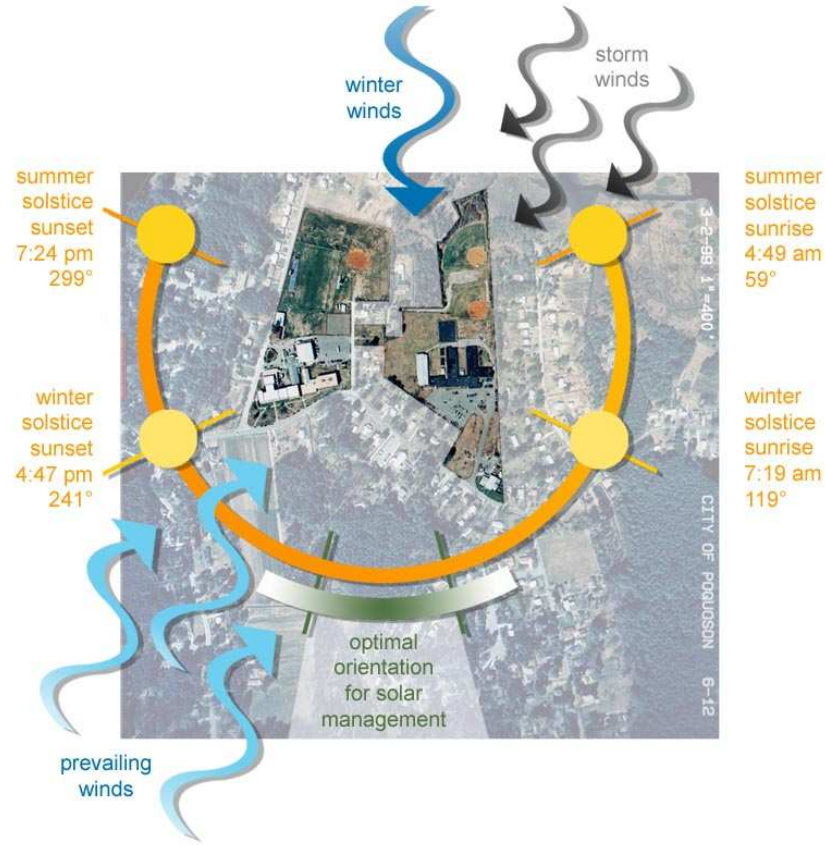 winter
winds
storm
winds
summer
solstice
sunset
7:24 pm
299°
summer
solstice
sunrise
4:49 am
59°
3-2-99 1"=400'
winter
solstice
sunset
4:47 pm
241°
winter
solstice
sunrise
7:19 am
119°
CITY OF POQUOSON 6-12
optimal
orientation
for solar
management
prevailing
winds